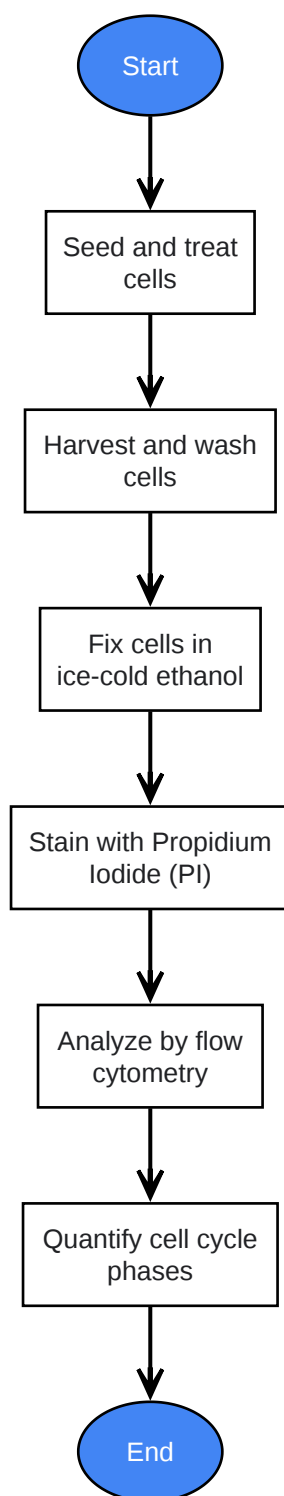 Start
Seed and treat
cells
Harvest and wash
cells
Fix cells in
ice-cold ethanol
Stain with Propidium
Iodide (PI)
Analyze by flow
cytometry
Quantify cell cycle
phases
End